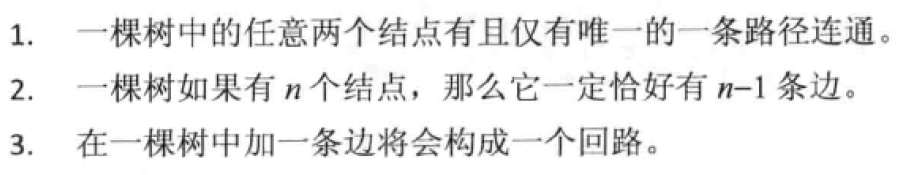 1. 一棵树中的任意两个结点有且仅有唯一的一条路径连通。
2. 一棵树如果有 n 个结点，那么它一定恰好有 n−1 条边。
3. 在一棵树中加一条边将会构成一个回路。